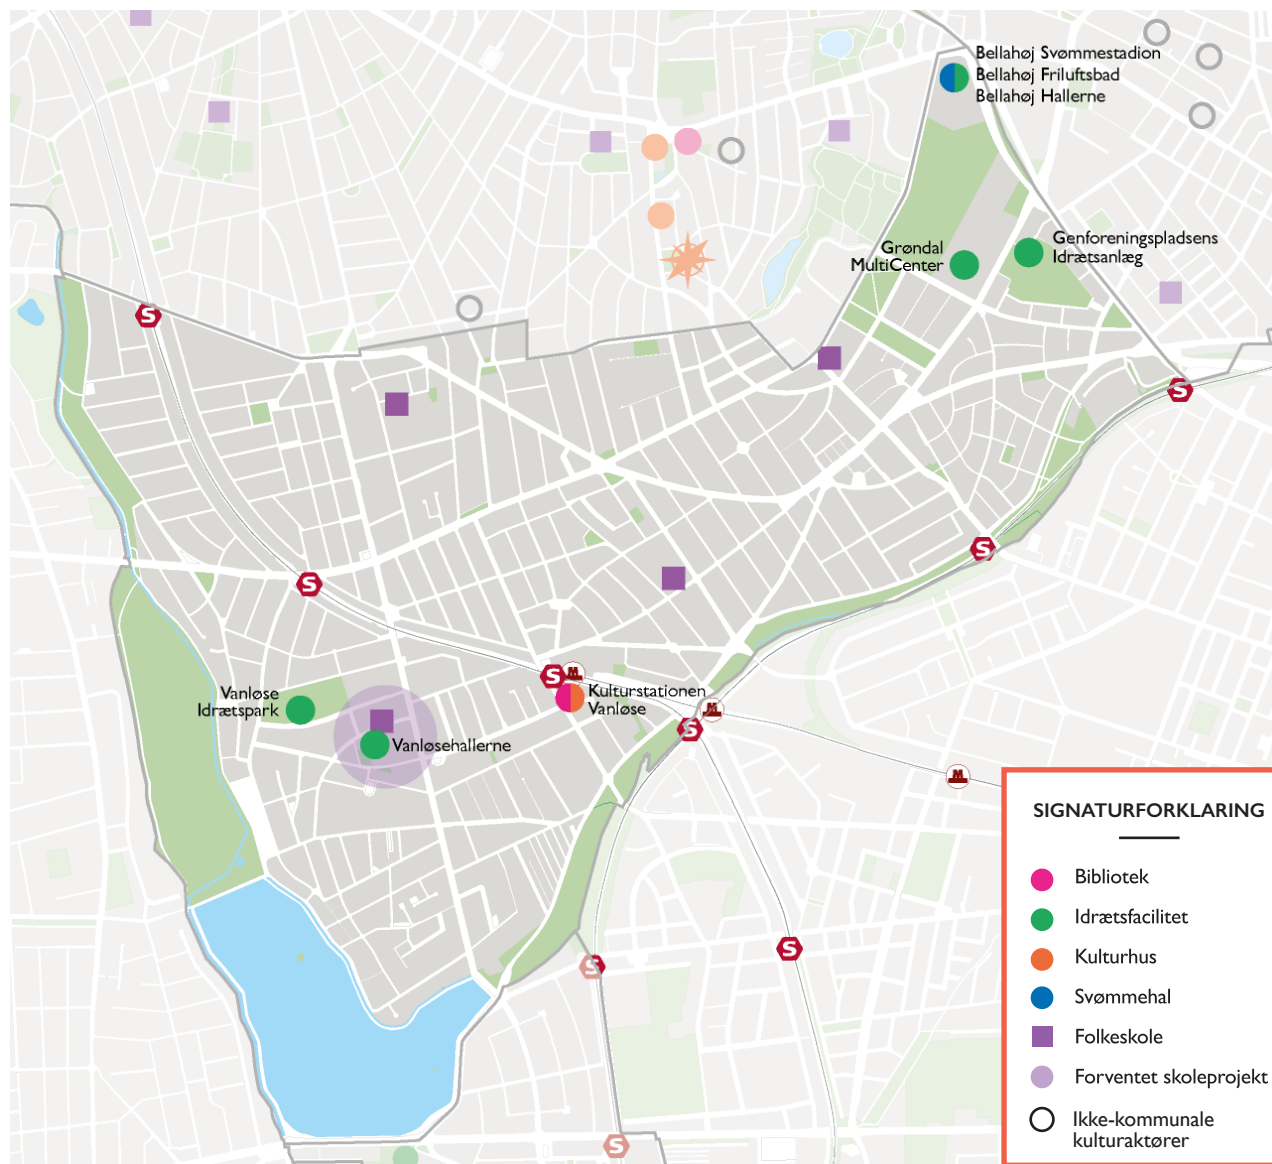 Bellahøj Svømmestadion
Bellahøj Friluftsbad
Bellahøj Hallerne
Genforeningspladsens
Idrætsanlæg
Grøndal
MultiCenter
S
S
S
S
Vanløse
Idrætspark
S
M
Kulturstationen
Vanløse
M
S
Vanløsehallerne
M
S
S
S
SIGNATURFORKLARING
Bibliotek
Idrætsfacilitet
Kulturhus
Svømmehal
Folkeskole
Forventet skoleprojekt
Ikke-kommunale
kulturaktører